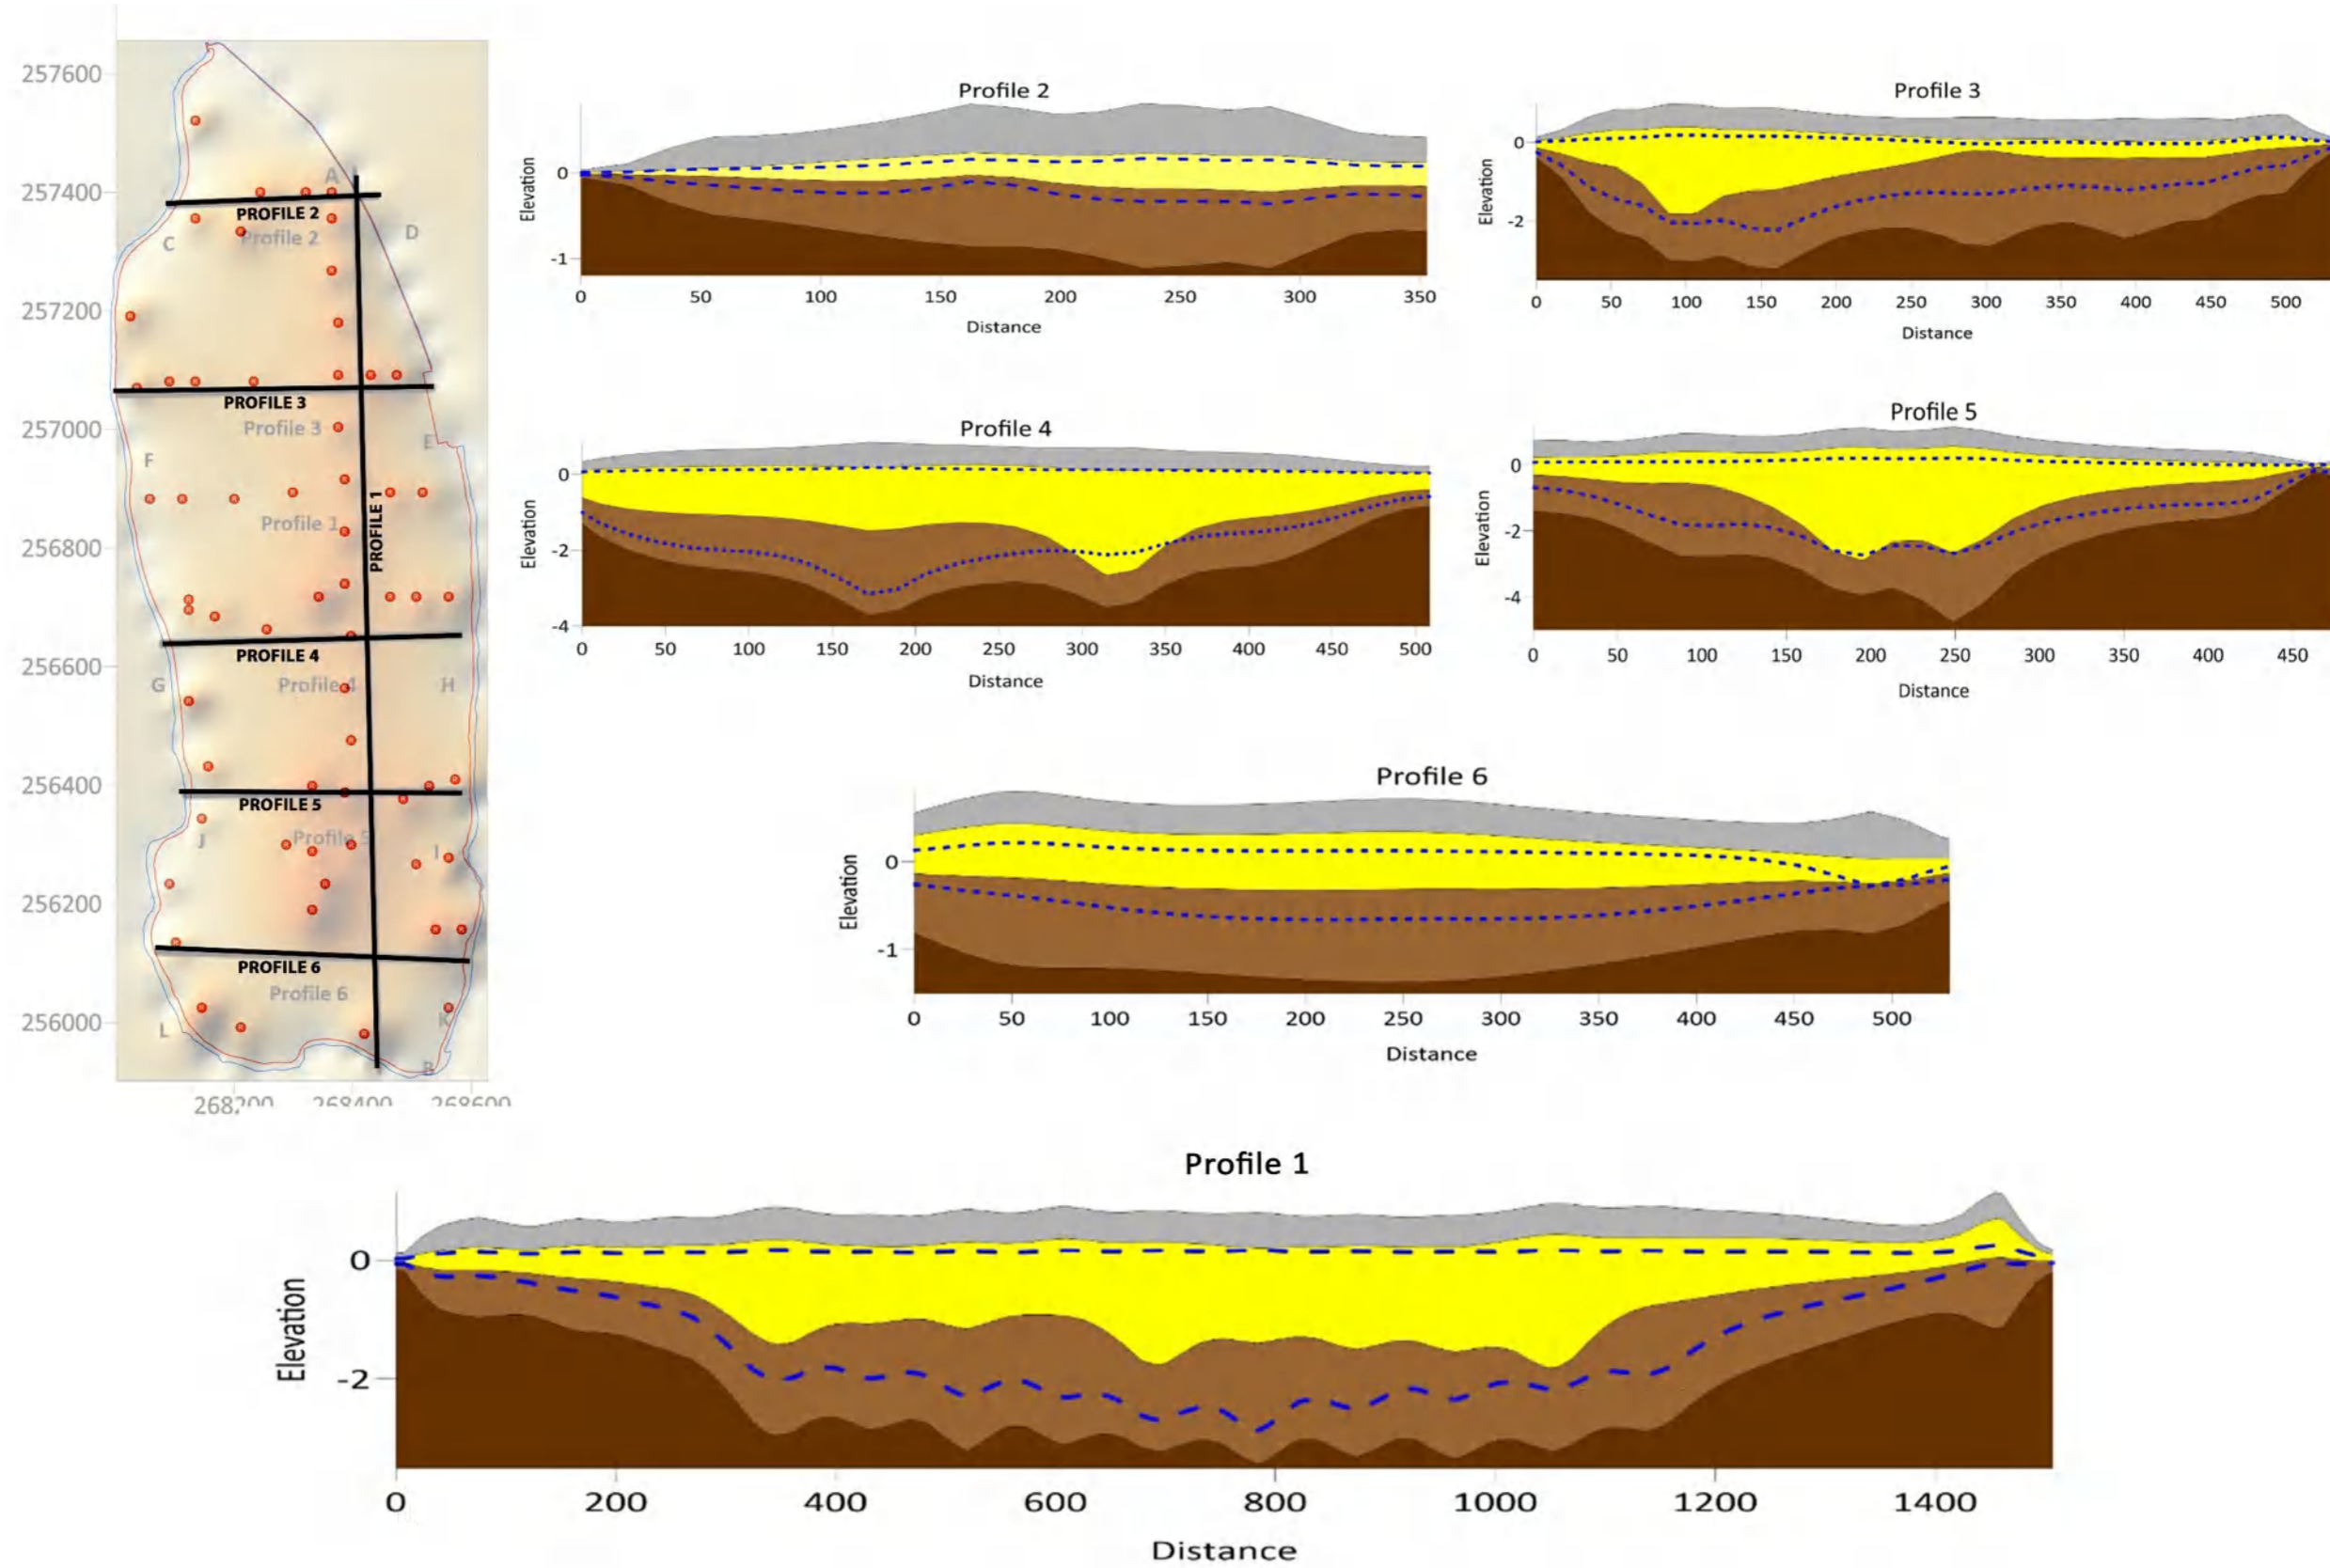 257600
257400
257200
257000
256800
256600
256400
256200
256000
A
PROFILE 2
Profile 2
C
D
PROFILE 3
Profile 3
E
F
PROFILE 1
Profile 1
PROFILE 4
G
Profile 4
H
PROFILE 5
J
Profile 5
I
PROFILE 6
Profile 6
L
K
B
268200
268400
268600
Profile 2
Elevation
0
-1
0 50 100 150 200 250 300 350
Distance
Profile 3
Elevation
0
-2
0 50 100 150 200 250 300 350 400 450 500
Distance
Profile 4
Elevation
0
-2
-4
0 50 100 150 200 250 300 350 400 450 500
Distance
Profile 5
Elevation
0
-2
-4
0 50 100 150 200 250 300 350 400 450
Distance
Profile 6
Elevation
0
-1
0 50 100 150 200 250 300 350 400 450 500
Distance
Profile 1
Elevation
0
-2
0 200 400 600 800 1000 1200 1400
Distance